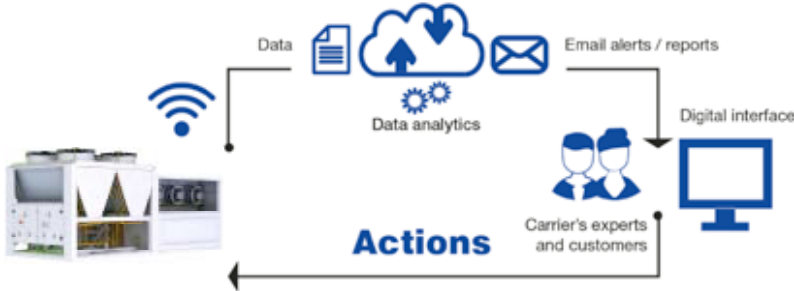 Data
Email alerts / reports
Data analytics
Digital interface
Carrier's experts
and customers
Actions